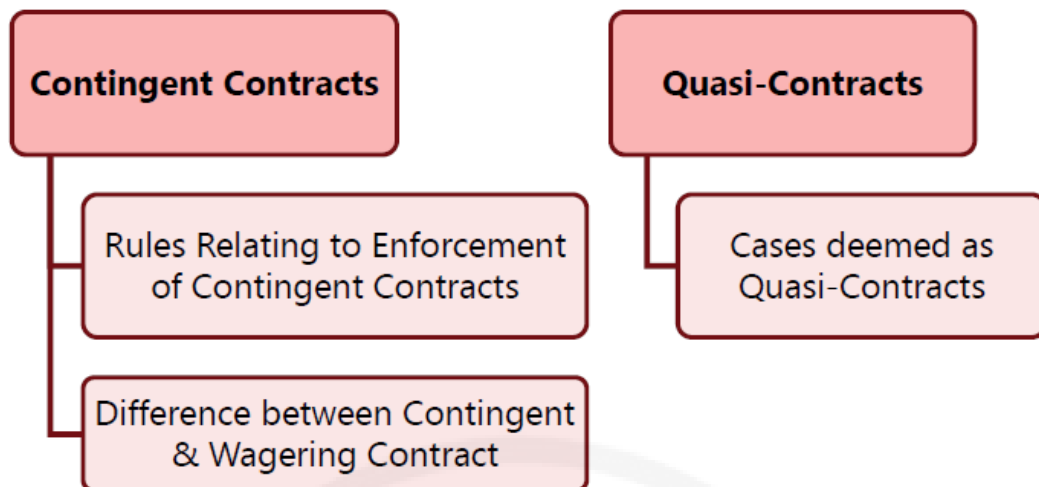 Contingent Contracts
Rules Relating to Enforcement
of Contingent Contracts
Difference between Contingent
& Wagering Contract
Quasi-Contracts
Cases deemed as
Quasi-Contracts